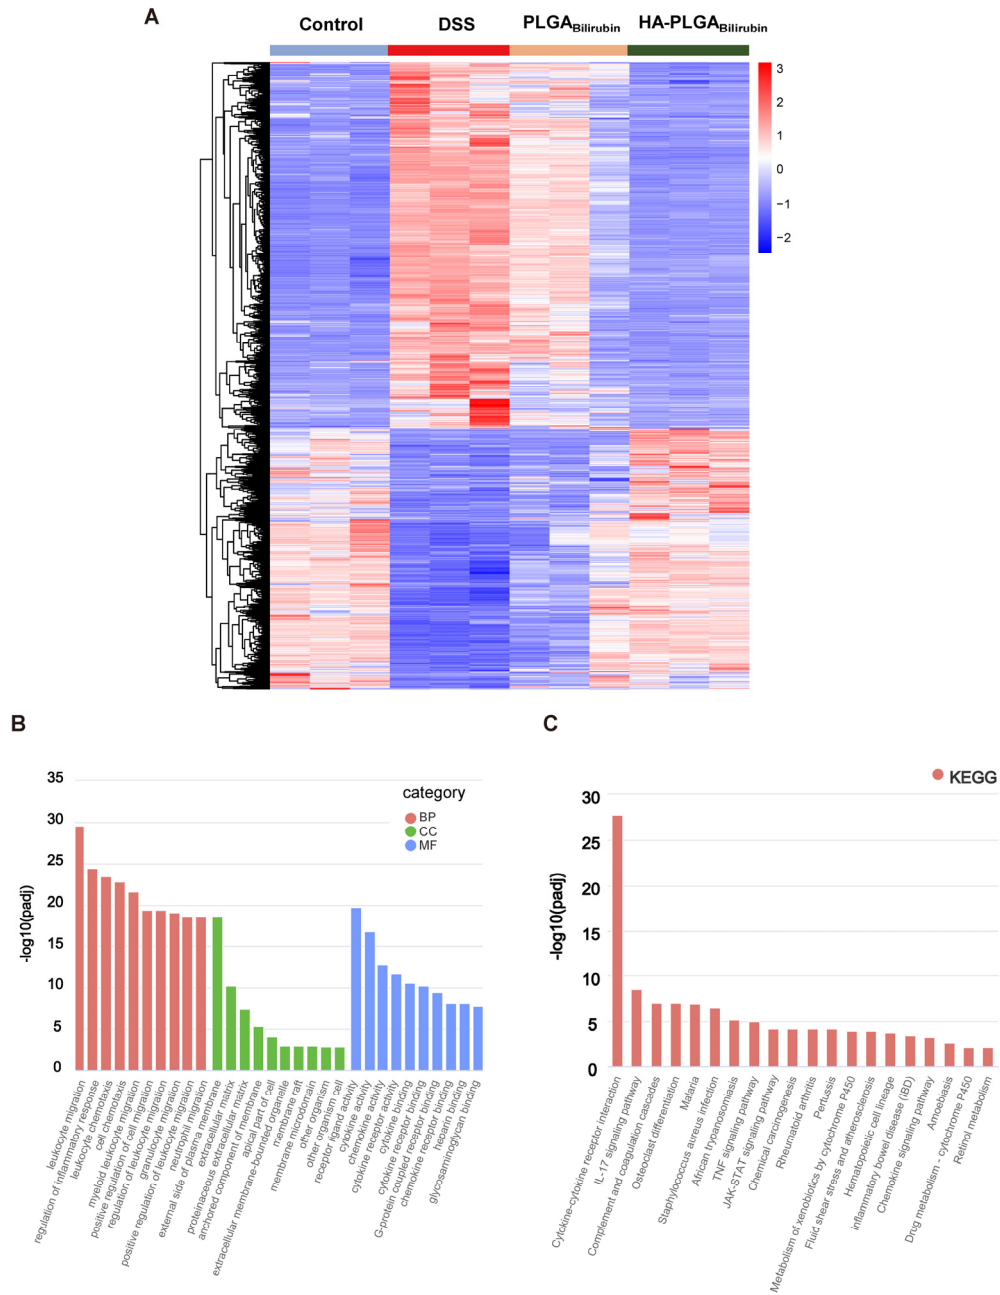 A
Control DSS PLGABilirubin HA-PLGABilirubin
3
2
1
0
−1
−2
B
35
30
25
20
15
10
5
0
-log10(padj)
category
BP
CC
MF
leukocyte migration
regulation of inflammatory response
leukocyte chemotaxis
cell chemotaxis
myeloid leukocyte migration
positive regulation of cell migration
regulation of leukocyte migration
granulocyte migration
positive regulation of leukocyte migration
neutrophil migration
external side of plasma membrane
extracellular matrix
proteinaceous extracellular matrix
anchored component of membrane
apical part of cell
extracellular membrane-bounded organelle
membrane raft
membrane microdomain
other organism
other organism cell
receptor ligand activity
cytokine activity
chemokine activity
cytokine receptor activity
cytokine binding
cytokine receptor binding
G-protein coupled receptor binding
chemokine receptor binding
heparin binding
glycosaminoglycan binding
C
KEGG
30
25
20
15
10
5
0
-log10(padj)
Cytokine-cytokine receptor interaction
IL-17 signaling pathway
Complement and coagulation cascades
Osteoclast differentiation
Malaria
Staphylococcus aureus infection
African trypanosomiasis
TNF signaling pathway
JAK-STAT signaling pathway
Chemical carcinogenesis
Rheumatoid arthritis
Pertussis
Metabolism of xenobiotics by cytochrome P450
Fluid shear stress and atherosclerosis
Hematopoietic cell lineage
inflammatory bowel disease (IBD)
Chemokine signaling pathway
Amoebiasis
Drug metabolism - cytochrome P450
Retinol metabolism